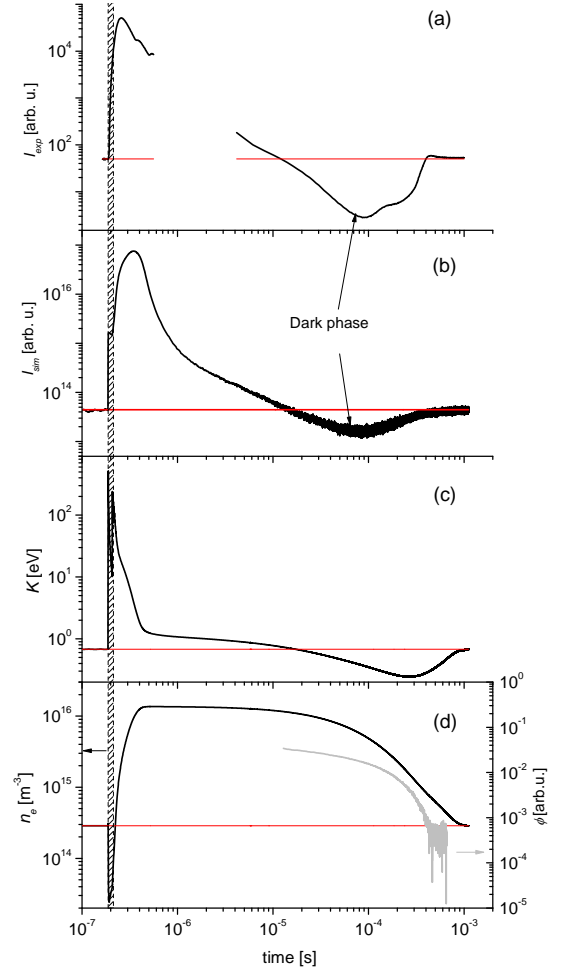 (a)
10^4
10^2
I_exp [arb. u.]
(b)
10^16
10^14
I_sim [arb. u.]
Dark phase
(c)
10^2
10^1
10^0
K [eV]
(d)
10^16
10^15
10^14
n_e [m^-3]
10^0
10^-1
10^-2
10^-3
10^-4
10^-5
ϕ [arb.u.]
10^-7 10^-6 10^-5 10^-4 10^-3
time [s]